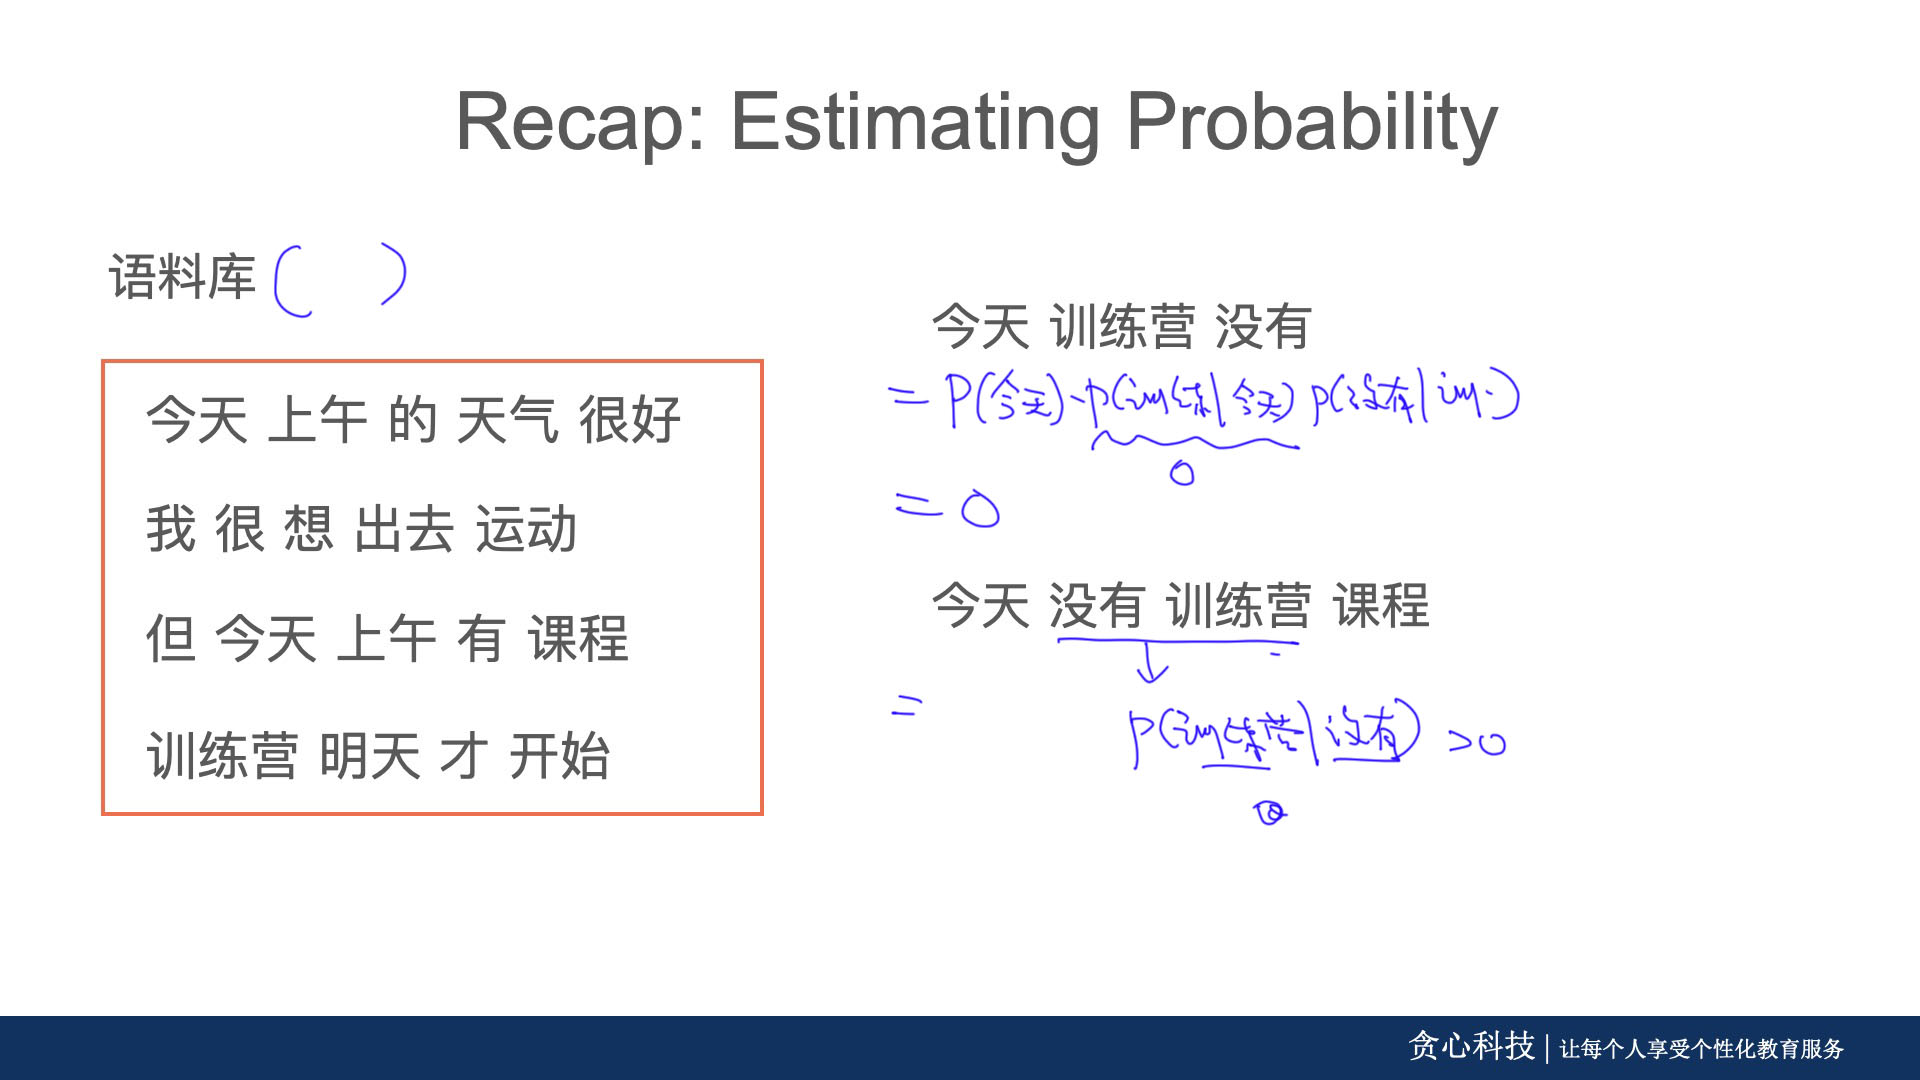 Recap: Estimating Probability
语料库 ( )
今天 上午 的 天气 很好
我 很 想 出去 运动
但 今天 上午 有 课程
训练营 明天 才 开始
今天 训练营 没有
= P(今天)·P(训练|今天) P(没有|训..)
0
= 0
今天 没有 训练营 课程
=
P(训练营|没有) >0
贪心科技 | 让每个人享受个性化教育服务